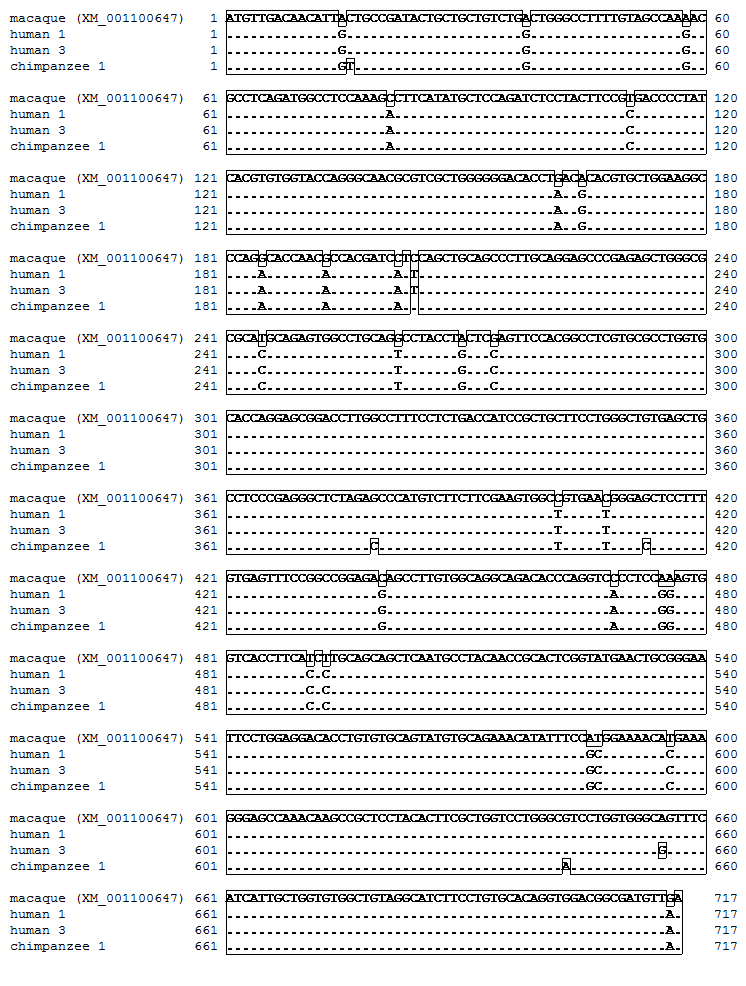 macaque (XM_001100647) 1 ATGTTGACAACATTACTGCCGATACTGCTGCTGTCTGACTGGGCCTTTTGTAGCCAAAAC 60
human 1 1 ..............G......................G...................G.. 60
human 3 1 ..............G......................G...................G.. 60
chimpanzee 1 1 ..............GT.....................G...................G.. 60
macaque (XM_001100647) 61 GCCTCAGATGGCCTCCAAAGCCTTCATATGCTCCAGATCTCCTACTTCCGTGACCCCTAT 120
human 1 61 ....................A.............................C......... 120
human 3 61 ....................A.............................C......... 120
chimpanzee 1 61 ....................A.............................C......... 120
macaque (XM_001100647) 121 CACGTGTGGTACCAGGGCAACGCGTCGCTGGGGGGACACCTGACACACGTGCTGGAAGGC 180
human 1 121 .........................................A..G............... 180
human 3 121 .........................................A..G............... 180
chimpanzee 1 121 .........................................A..G............... 180
macaque (XM_001100647) 181 CCAGGCACCAACGCCACGATCCTCCAGCTGCAGCCCTTGCAGGAGCCCGAGAGCTGGGCG 240
human 1 181 ....A.......A........A.T.................................... 240
human 3 181 ....A.......A........A.T.................................... 240
chimpanzee 1 181 ....A.......A........A...................................... 240
macaque (XM_001100647) 241 CGCATGCAGAGTGGCCTGCAGGCCTACCTACTCGAGTTCCACGGCCTCGTGCGCCTGGTG 300
human 1 241 ....C................T.......G...C.......................... 300
human 3 241 ....C................T.......G...C.......................... 300
chimpanzee 1 241 ....C................T.......G...C.......................... 300
macaque (XM_001100647) 301 CACCAGGAGCGGACCTTGGCCTTTCCTCTGACCATCCGCTGCTTCCTGGGCTGTGAGCTG 360
human 1 301 ............................................................ 360
human 3 301 ............................................................ 360
chimpanzee 1 301 ............................................................ 360
macaque (XM_001100647) 361 CCTCCCGAGGGCTCTAGAGCCCATGTCTTCTTCGAAGTGGCCGTGAACGGGAGCTCCTTT 420
human 1 361 .........................................T.....T............ 420
human 3 361 .........................................T.....T............ 420
chimpanzee 1 361 ..................C......................T.....T....C....... 420
macaque (XM_001100647) 421 GTGAGTTTCCGGCCGGAGACAGCCTTGTGGCAGGCAGACACCCAGGTCCCCTCCAAAGTG 480
human 1 421 ...................G............................A.....GG.... 480
human 3 421 ...................G............................A.....GG.... 480
chimpanzee 1 421 ...................G............................A.....GG.... 480
macaque (XM_001100647) 481 GTCACCTTCATCTTGCAGCAGCTCAATGCCTACAACCGCACTCGGTATGAACTGCGGGAA 540
human 1 481 ..........C.C............................................... 540
human 3 481 ..........C.C............................................... 540
chimpanzee 1 481 ..........C.C............................................... 540
macaque (XM_001100647) 541 TTCCTGGAGGACACCTGTGTGCAGTATGTGCAGAAACATATTTCCATGGAAAACATGAAA 600
human 1 541 .............................................GC........C.... 600
human 3 541 .............................................GC........C.... 600
chimpanzee 1 541 .............................................GC........C.... 600
macaque (XM_001100647) 601 GGGAGCCAAACAAGCCGCTCCTACACTTCGCTGGTCCTGGGCGTCCTGGTGGGCAGTTTC 660
human 1 601 ............................................................ 660
human 3 601 ......................................................G..... 660
chimpanzee 1 601 ..........................................A................. 660
macaque (XM_001100647) 661 ATCATTGCTGGTGTGGCTGTAGGCATCTTCCTGTGCACAGGTGGACGGCGATGTTGA 717
human 1 661 .......................................................A. 717
human 3 661 .......................................................A. 717
chimpanzee 1 661 .......................................................A. 717